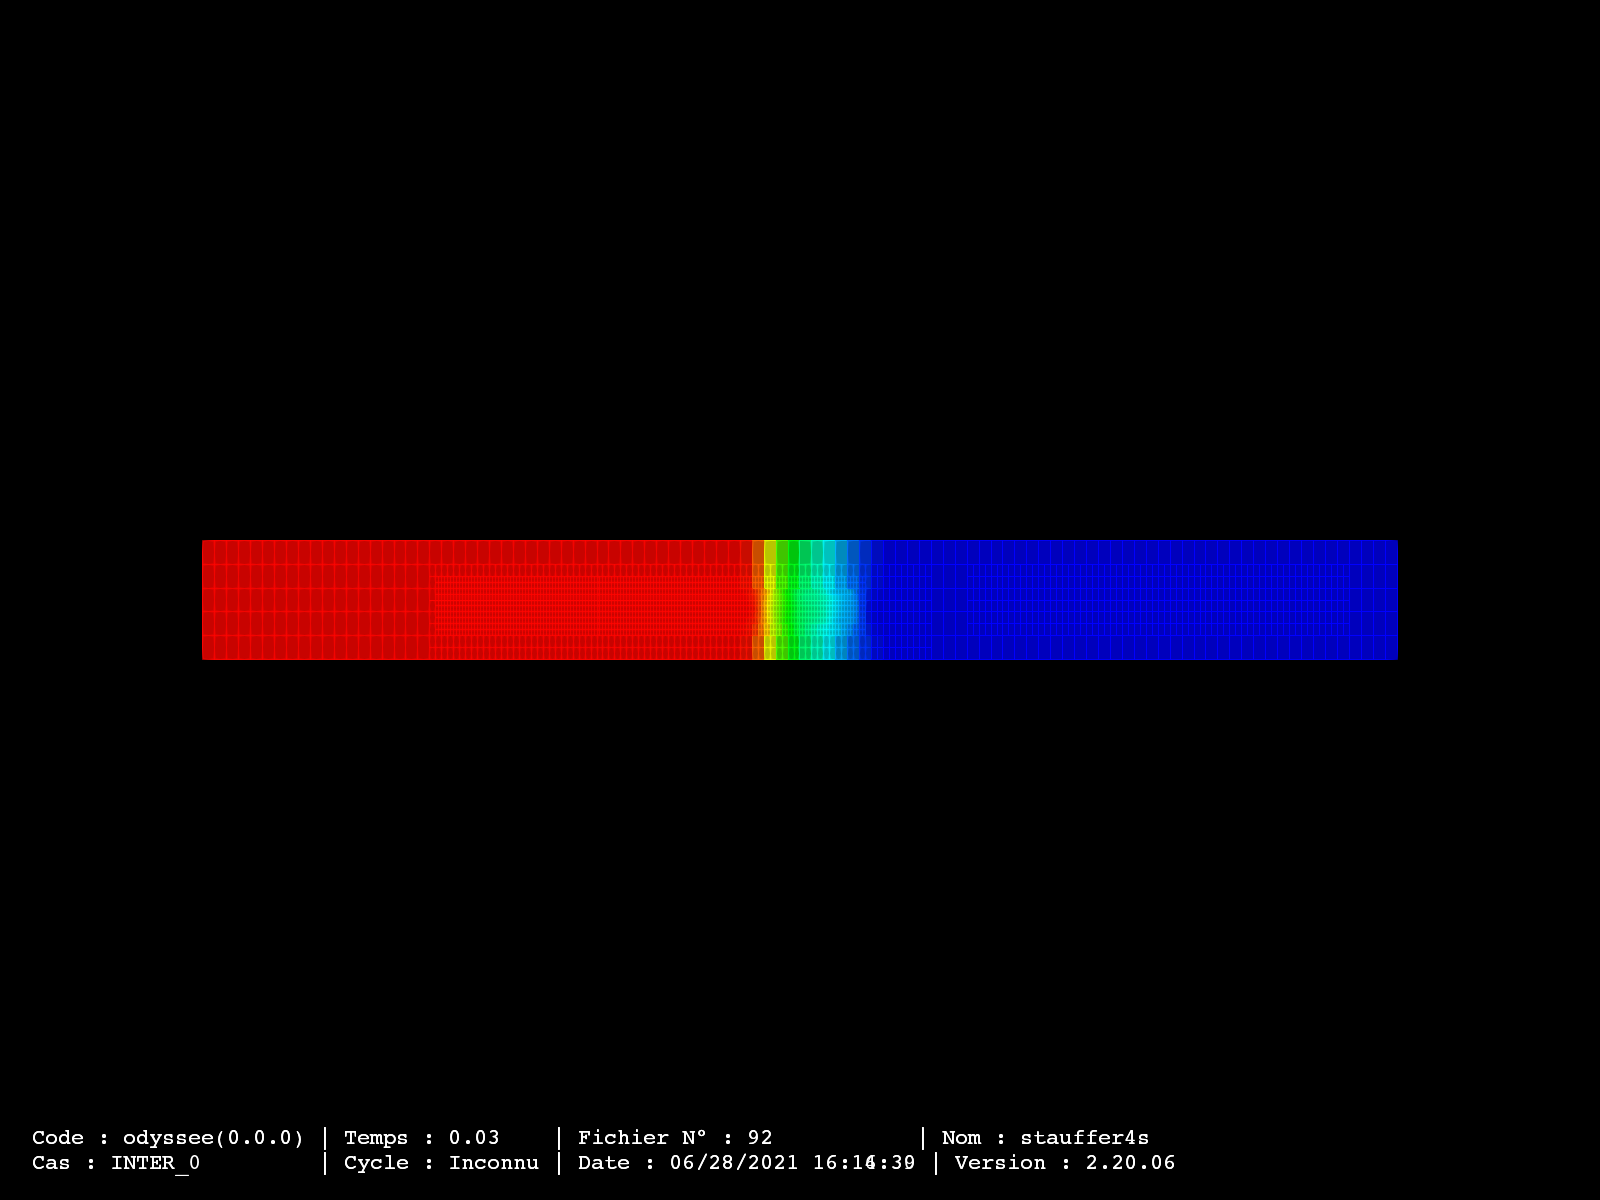 Code : odyssee(0.0.0) | Temps : 0.03 | Fichier N° : 92 | Nom : stauffer4s
Cas : INTER_0 | Cycle : Inconnu | Date : 06/28/2021 | Version : 2.20.06